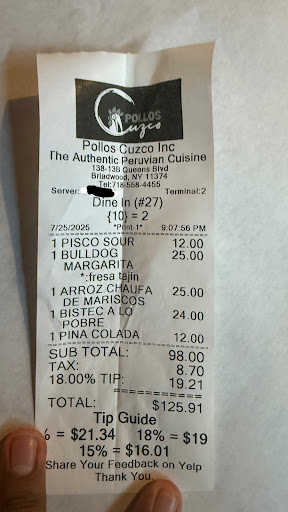 POLLOS
Cuzco
Pollos Cuzco Inc
The Authentic Peruvian Cuisine
138-13B Queens Blvd
Briadwood, NY 11374
Tel:718-558-4455
Server: Terminal:2
Dine In (#27)
{10} = 2
7/25/2025 *Print-1* 9:07:56 PM
1 PISCO SOUR 12.00
1 BULLDOG 25.00
MARGARITA
*:fresa tajin
1 ARROZ CHAUFA 25.00
DE MARISCOS
1 BISTEC A LO 24.00
POBRE
1 PINA COLADA 12.00
SUB TOTAL: 98.00
TAX: 8.70
18.00% TIP: 19.21
==========
TOTAL: $125.91
Tip Guide
% = $21.34 18% = $19
15% = $16.01
Share Your Feedback on Yelp
Thank You.